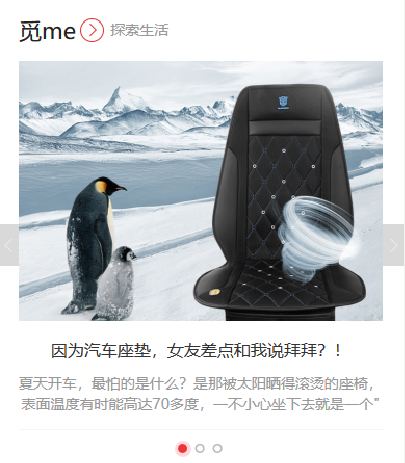 觅me 探索生活
因为汽车座垫，女友差点和我说拜拜？！
夏天开车，最怕的是什么？是那被太阳晒得滚烫的座椅，
表面温度有时能高达70多度，一不小心坐下去就是一个"